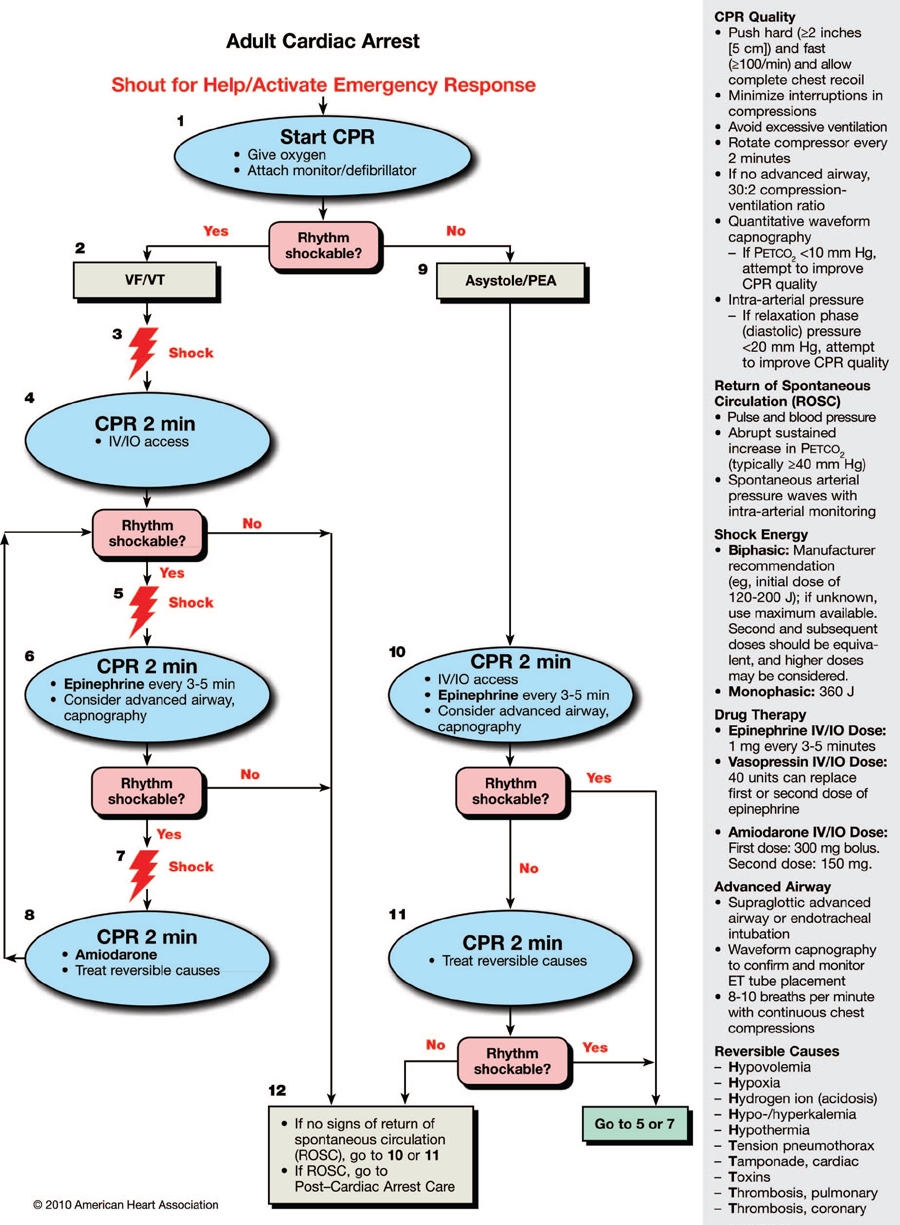 Adult Cardiac Arrest
Shout for Help/Activate Emergency Response
1
Start CPR
• Give oxygen
• Attach monitor/defibrillator
Rhythm
shockable?
Yes
No
2
VF/VT
9
Asystole/PEA
3
Shock
4
CPR 2 min
• IV/IO access
Rhythm
shockable?
No
Yes
5
Shock
6
CPR 2 min
• Epinephrine every 3-5 min
• Consider advanced airway,
capnography
Rhythm
shockable?
No
Yes
7
Shock
8
CPR 2 min
• Amiodarone
• Treat reversible causes
10
CPR 2 min
• IV/IO access
• Epinephrine every 3-5 min
• Consider advanced airway,
capnography
Rhythm
shockable?
Yes
No
11
CPR 2 min
• Treat reversible causes
Rhythm
shockable?
No
Yes
12
• If no signs of return of
spontaneous circulation
(ROSC), go to 10 or 11
• If ROSC, go to
Post–Cardiac Arrest Care
Go to 5 or 7
© 2010 American Heart Association
CPR Quality
• Push hard (≥2 inches
[5 cm]) and fast
(≥100/min) and allow
complete chest recoil
• Minimize interruptions in
compressions
• Avoid excessive ventilation
• Rotate compressor every
2 minutes
• If no advanced airway,
30:2 compression-
ventilation ratio
• Quantitative waveform
capnography
– If PETCO2 <10 mm Hg,
attempt to improve
CPR quality
• Intra-arterial pressure
– If relaxation phase
(diastolic) pressure
<20 mm Hg, attempt
to improve CPR quality
Return of Spontaneous
Circulation (ROSC)
• Pulse and blood pressure
• Abrupt sustained
increase in PETCO2
(typically ≥40 mm Hg)
• Spontaneous arterial
pressure waves with
intra-arterial monitoring
Shock Energy
• Biphasic: Manufacturer
recommendation
(eg, initial dose of
120-200 J); if unknown,
use maximum available.
Second and subsequent
doses should be equiva-
lent, and higher doses
may be considered.
• Monophasic: 360 J
Drug Therapy
• Epinephrine IV/IO Dose:
1 mg every 3-5 minutes
• Vasopressin IV/IO Dose:
40 units can replace
first or second dose of
epinephrine
• Amiodarone IV/IO Dose:
First dose: 300 mg bolus.
Second dose: 150 mg.
Advanced Airway
• Supraglottic advanced
airway or endotracheal
intubation
• Waveform capnography
to confirm and monitor
ET tube placement
• 8-10 breaths per minute
with continuous chest
compressions
Reversible Causes
– Hypovolemia
– Hypoxia
– Hydrogen ion (acidosis)
– Hypo-/hyperkalemia
– Hypothermia
– Tension pneumothorax
– Tamponade, cardiac
– Toxins
– Thrombosis, pulmonary
– Thrombosis, coronary